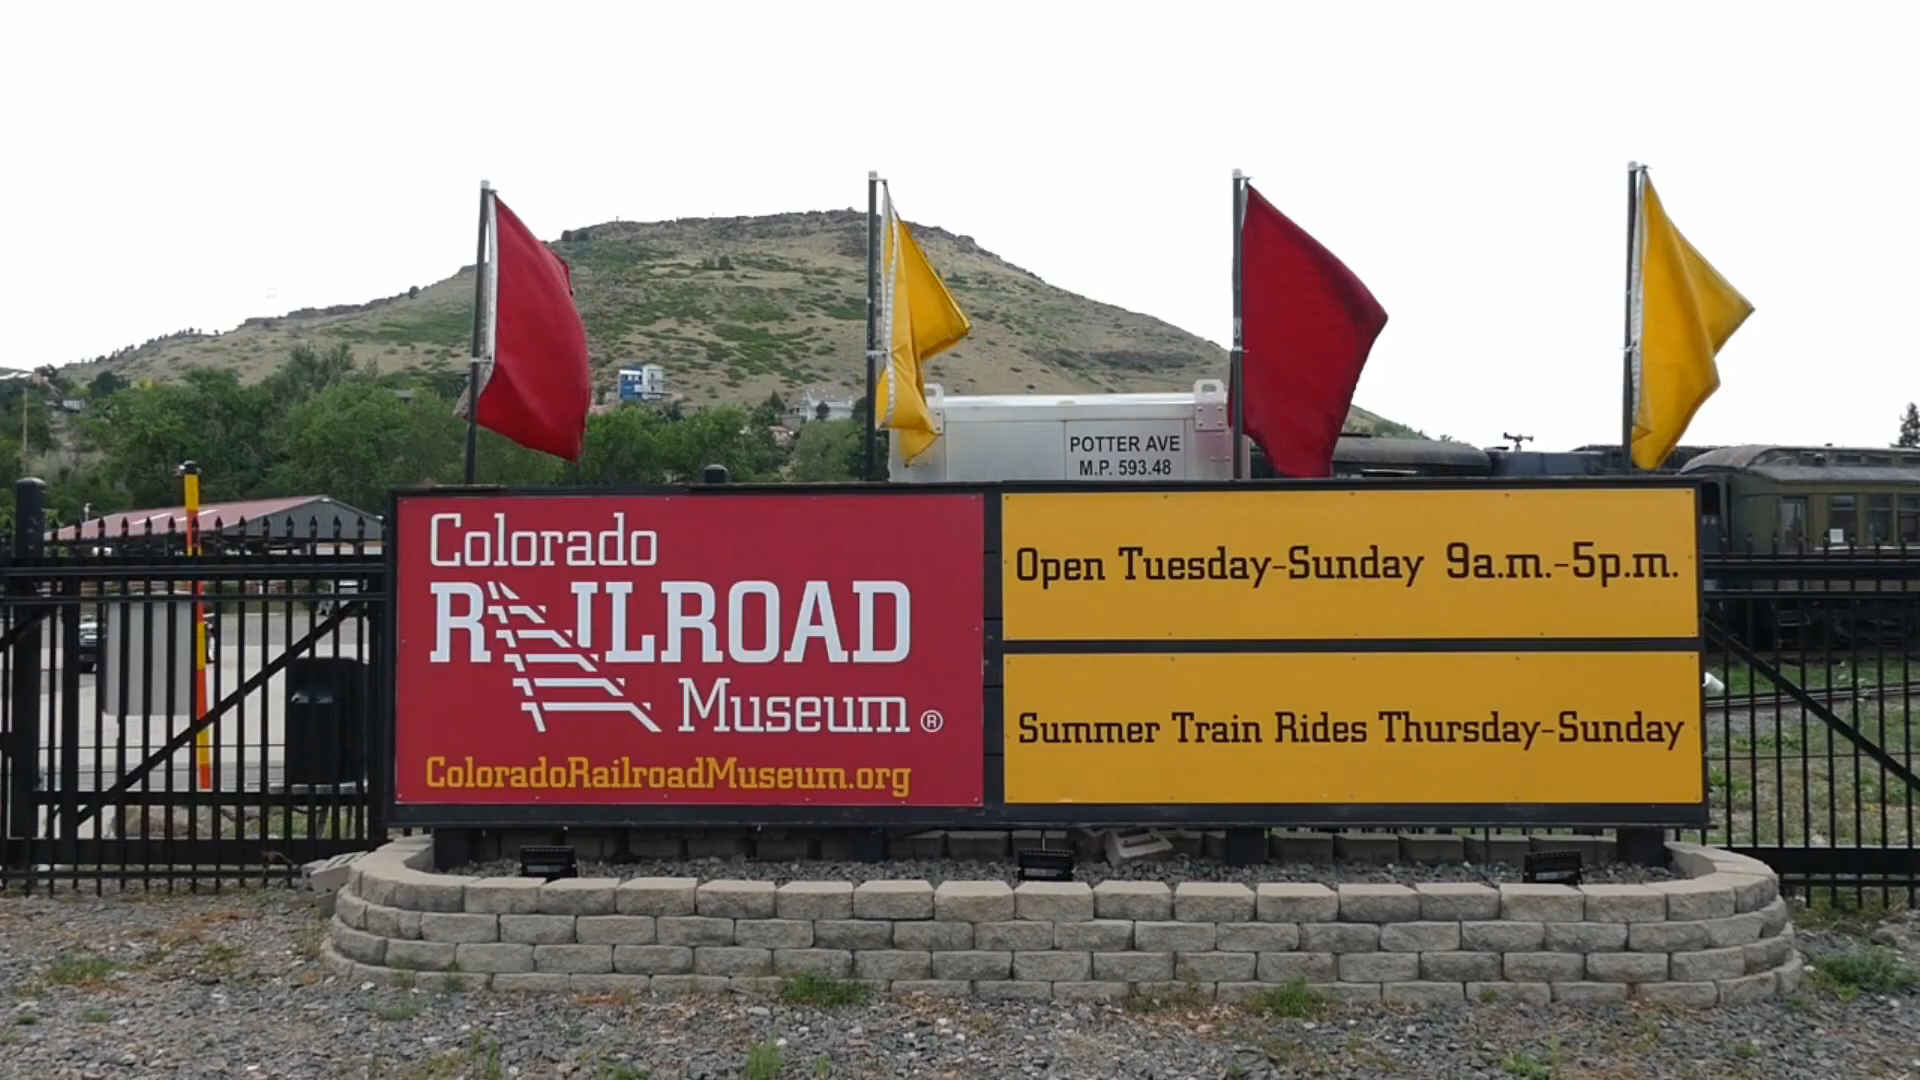 POTTER AVE
M.P. 593.48
Colorado
RAILROAD
Museum®
ColoradoRailroadMuseum.org
Open Tuesday-Sunday 9a.m.-5p.m.
Summer Train Rides Thursday-Sunday